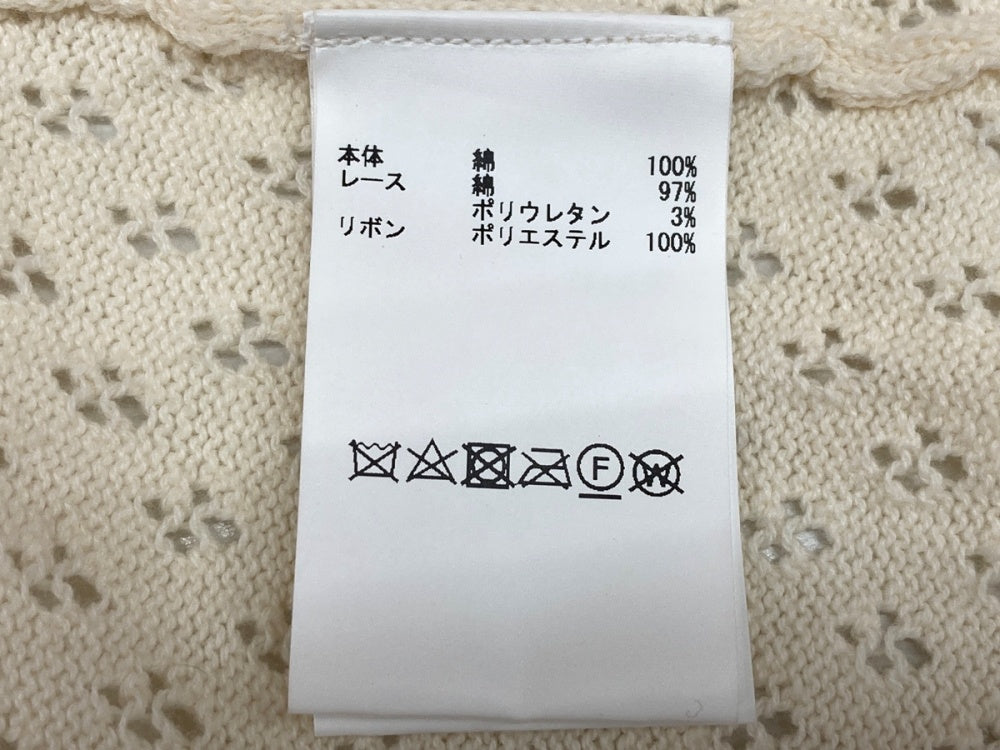 本体 綿 100%
レース 綿 97%
ポリウレタン 3%
リボン ポリエステル 100%
F W